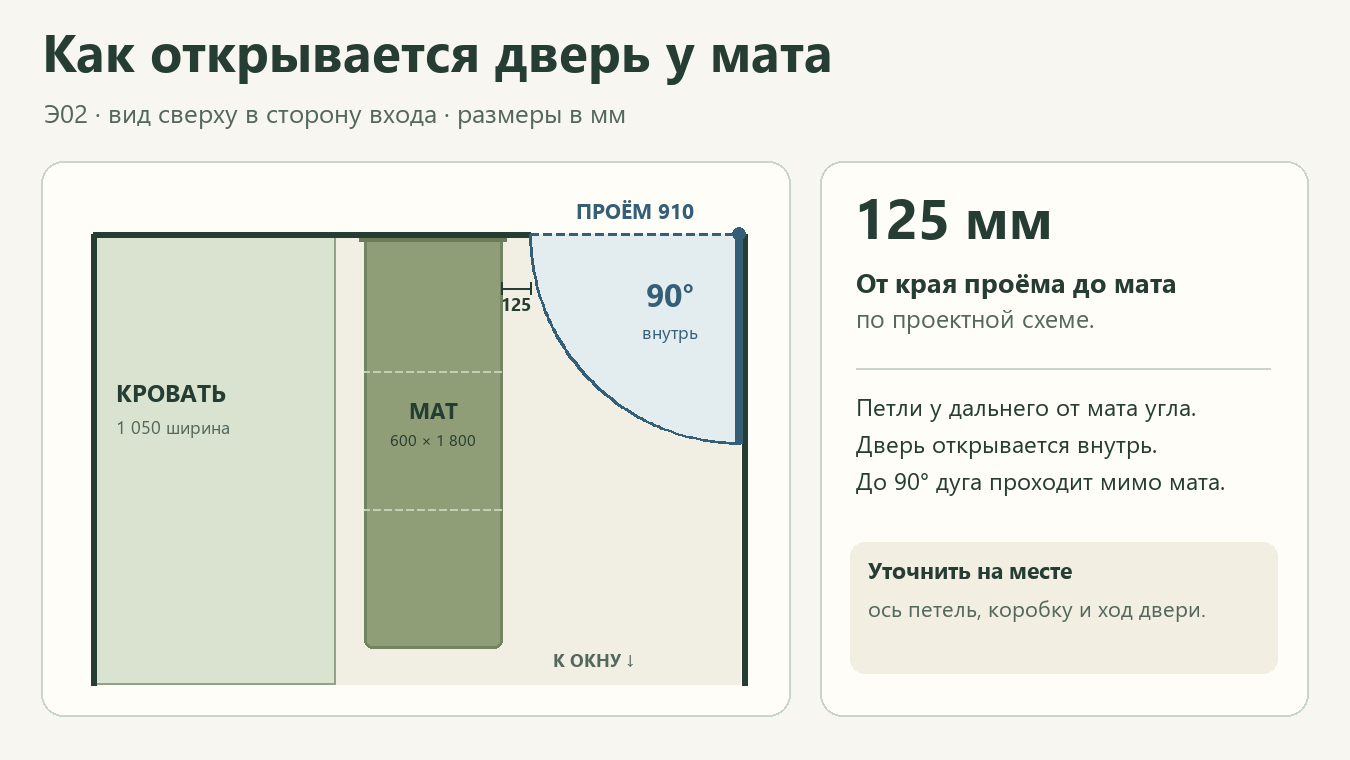 Как открывается дверь у мата
Э02 · вид сверху в сторону входа · размеры в мм
ПРОЁМ 910
90°
внутрь
125
КРОВАТЬ
1 050 ширина
МАТ
600 × 1 800
К ОКНУ ↓
125 мм
От края проёма до мата
по проектной схеме.
Петли у дальнего от мата угла.
Дверь открывается внутрь.
До 90° дуга проходит мимо мата.
Уточнить на месте
ось петель, коробку и ход двери.